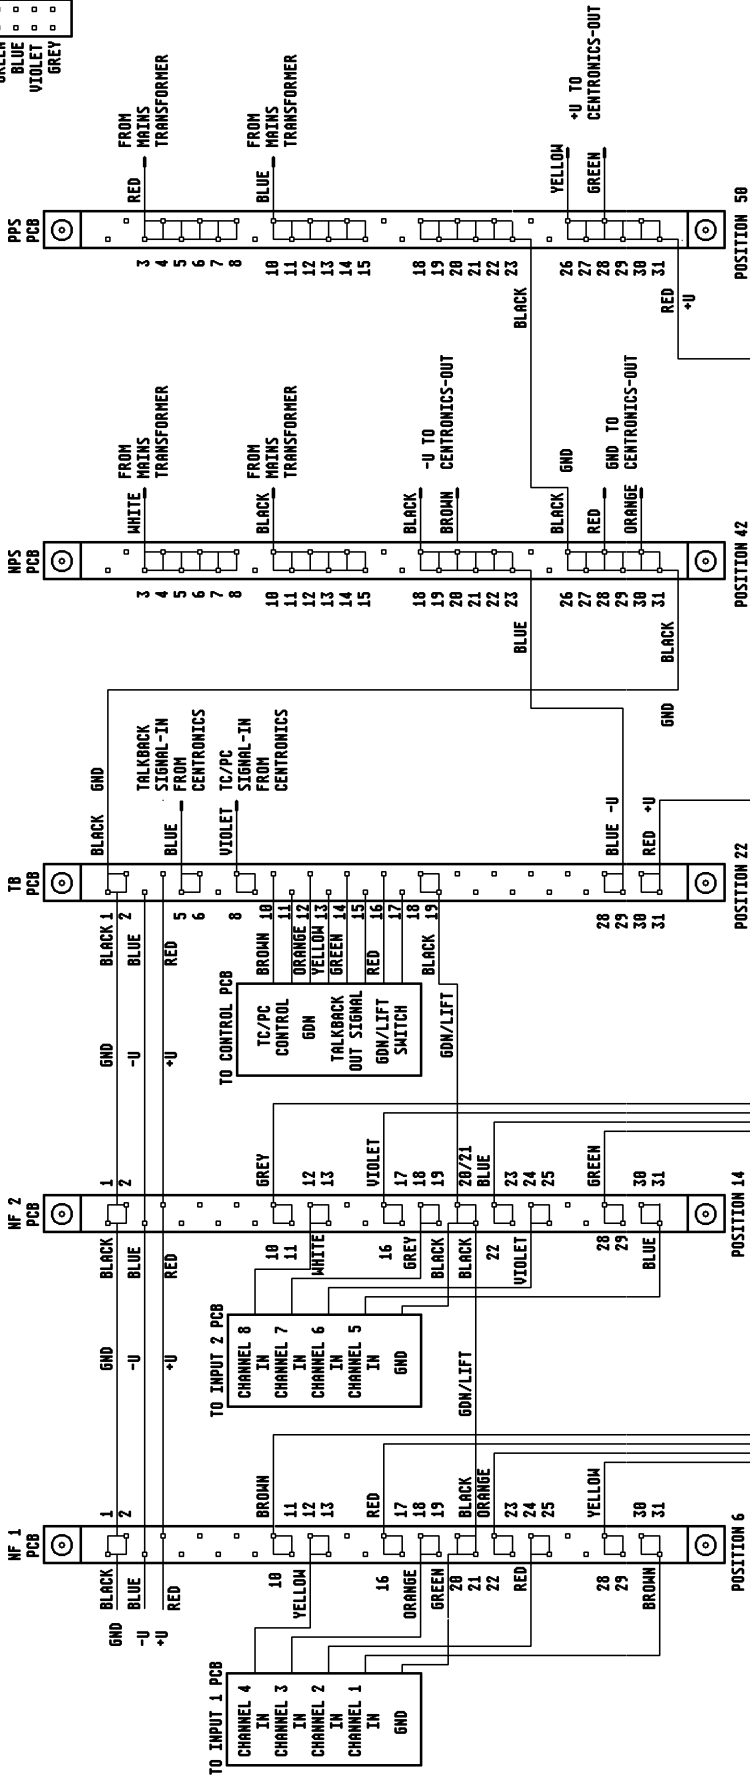 BLUE
VIOLET
GREY
NF 1
PCB
BLACK
GND
BLUE
-U
+U
RED
1
2
BROWN
10
11
YELLOW
12
13
16
RED
17
ORANGE
18
GREEN
19
20
21
BLACK
22
ORANGE
RED
23
24
25
28
29
YELLOW
BROWN
30
31
POSITION 6
TO INPUT 1 PCB
CHANNEL 4
IN
CHANNEL 3
IN
CHANNEL 2
IN
CHANNEL 1
IN
GND
GND
-U
+U
GDN/LIFT
NF 2
PCB
BLACK
1
2
BLUE
RED
GREY
10
11
WHITE
12
13
16
VIOLET
17
GREY
18
19
BLACK
BLACK
20/21
BLUE
22
23
VIOLET
24
25
28
29
GREEN
BLUE
30
31
POSITION 14
TO INPUT 2 PCB
CHANNEL 8
IN
CHANNEL 7
IN
CHANNEL 6
IN
CHANNEL 5
IN
GND
GND
-U
+U
GDN/LIFT
TB
PCB
BLACK 1
2
BLUE
RED
5
6
8
BROWN
10
11
ORANGE 12
YELLOW 13
GREEN 14
15
RED 16
17
18
BLACK 19
28
29
30
31
POSITION 22
TO CONTROL PCB
TC/PC
CONTROL
GDN
TALKBACK
OUT SIGNAL
GDN/LIFT
SWITCH
BLACK GND
TALKBACK
SIGNAL-IN
FROM
CENTRONICS
BLUE
VIOLET
TC/PC
SIGNAL-IN
FROM
CENTRONICS
BLUE -U
RED +U
GND
NPS
PCB
3
4
5
6
7
8
10
11
12
13
14
15
18
19
20
21
22
23
BLUE
26
27
28
29
30
31
BLACK
POSITION 42
WHITE
FROM
MAINS
TRANSFORMER
BLACK
FROM
MAINS
TRANSFORMER
BLACK
BROWN
-U TO
CENTRONICS-OUT
BLACK GND
RED
ORANGE
GND TO
CENTRONICS-OUT
PPS
PCB
3
4
5
6
7
8
10
11
12
13
14
15
18
19
20
21
22
23
BLACK
26
27
28
29
30
31
RED
+U
POSITION 50
RED
FROM
MAINS
TRANSFORMER
BLUE
FROM
MAINS
TRANSFORMER
YELLOW
GREEN
+U TO
CENTRONICS-OUT